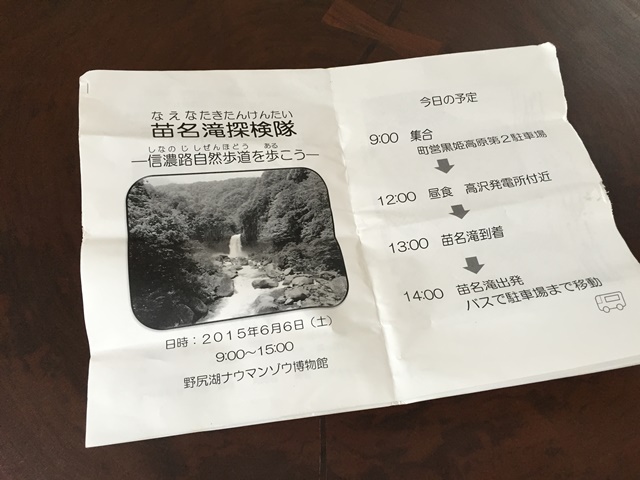 なえなたきたんけんたい
苗名滝探検隊
しなのじしぜんほどう ある
―信濃路自然歩道を歩こう―
日時：２０１５年６月６日（土）
9:00～15:00
野尻湖ナウマンゾウ博物館
今日の予定
9:00 集合
町営黒姫高原第２駐車場
12:00 昼食 高沢発電所付近
13:00 苗名滝到着
14:00 苗名滝出発
バスで駐車場まで移動